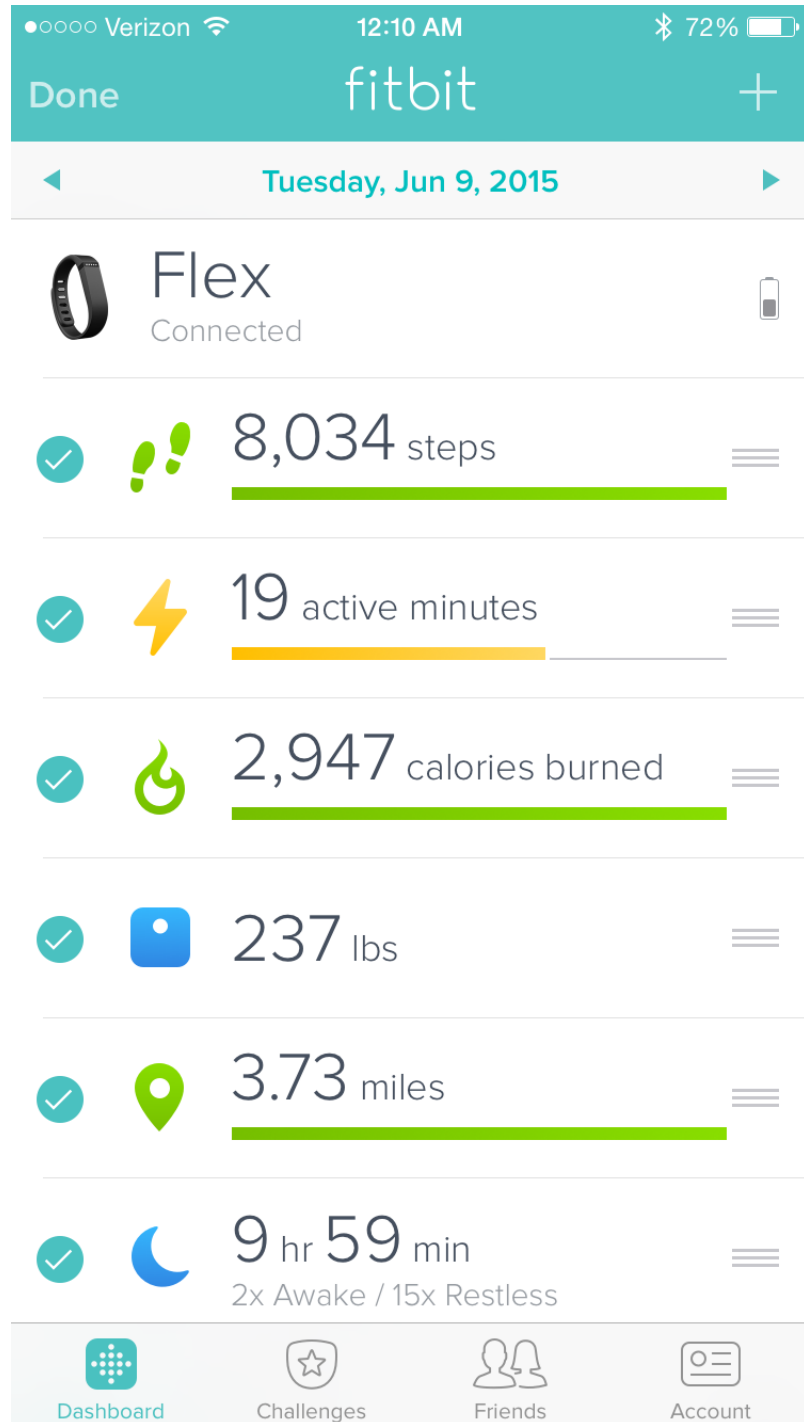 Verizon 12:10 AM 72%
Done fitbit +
Tuesday, Jun 9, 2015
Flex
Connected
8,034 steps
19 active minutes
2,947 calories burned
237 lbs
3.73 miles
9 hr 59 min
2x Awake / 15x Restless
Dashboard Challenges Friends Account